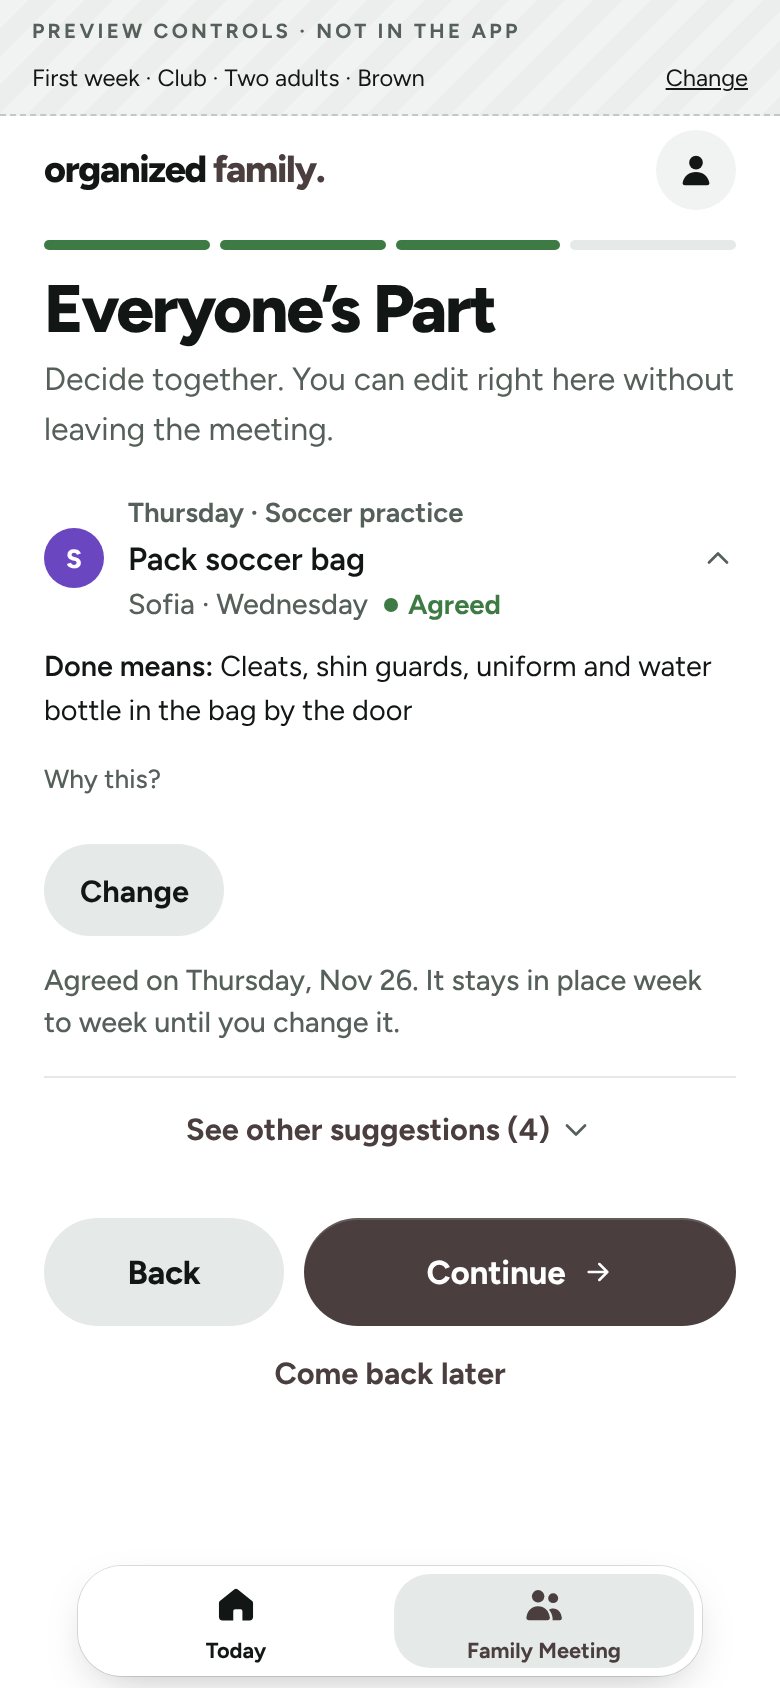 PREVIEW CONTROLS · NOT IN THE APP
First week · Club · Two adults · Brown
Change
organized family.
Everyone’s Part
Decide together. You can edit right here without
leaving the meeting.
Thursday · Soccer practice
S
Pack soccer bag
Sofia · Wednesday
Agreed
Done means: Cleats, shin guards, uniform and water
bottle in the bag by the door
Why this?
Change
Agreed on Thursday, Nov 26. It stays in place week
to week until you change it.
See other suggestions (4)
Back
Continue →
Come back later
Today
Family Meeting